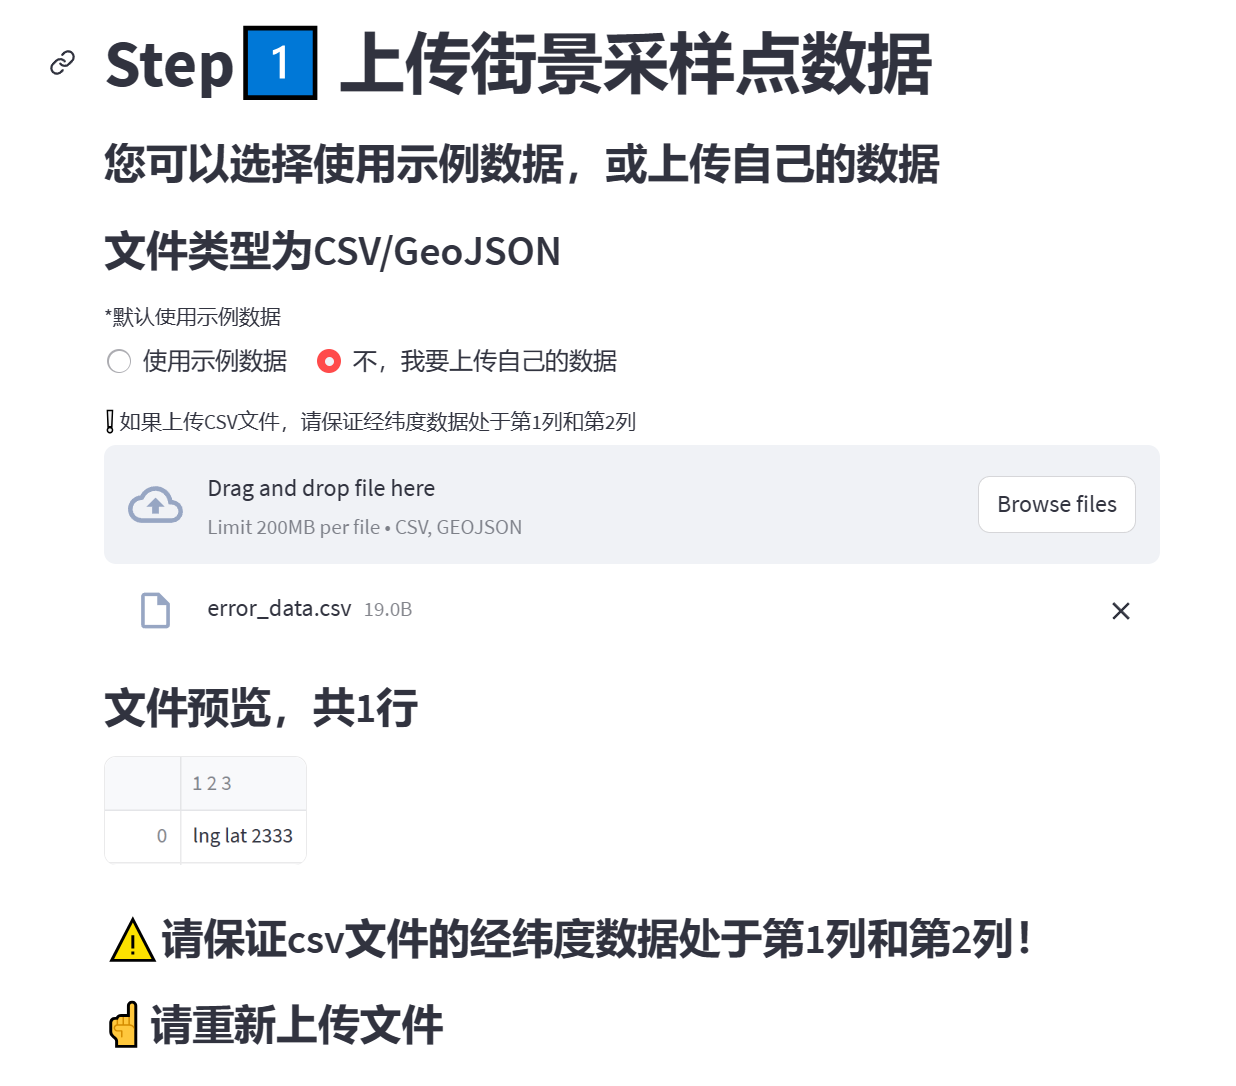 Step1️⃣ 上传街景采样点数据
您可以选择使用示例数据，或上传自己的数据
文件类型为CSV/GeoJSON
*默认使用示例数据
使用示例数据 不，我要上传自己的数据
❕如果上传CSV文件，请保证经纬度数据处于第1列和第2列
Drag and drop file here
Limit 200MB per file • CSV, GEOJSON
Browse files
error_data.csv 19.0B
文件预览，共1行
1 2 3
0 lng lat 2333
⚠️请保证csv文件的经纬度数据处于第1列和第2列！
☝️请重新上传文件